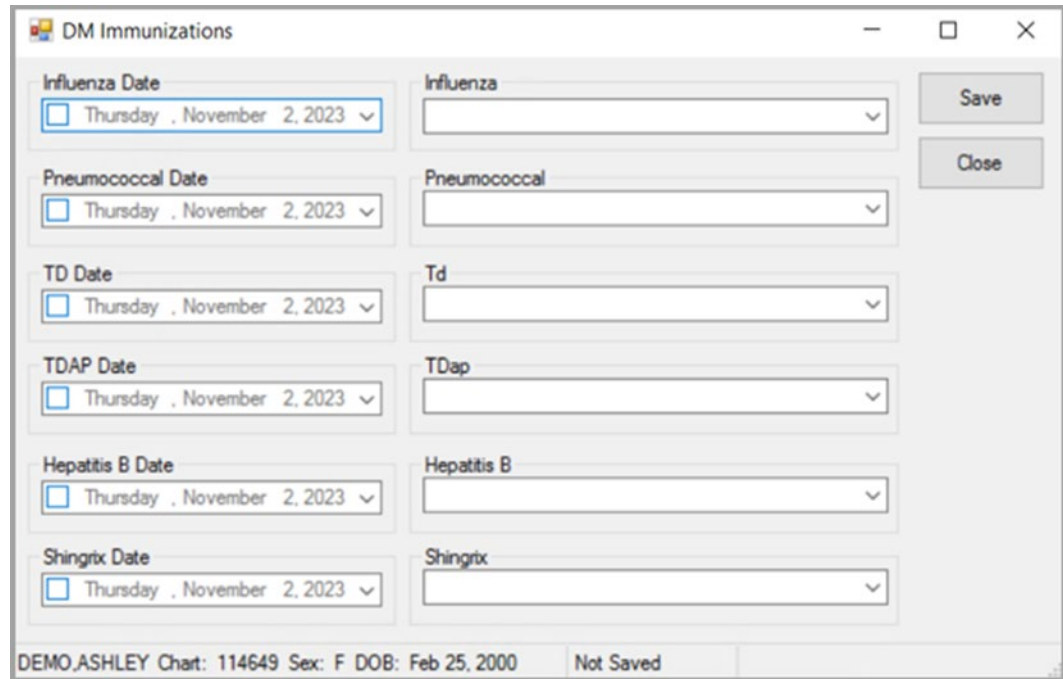 DM Immunizations
Influenza Date Influenza
Thursday , November 2, 2023
Save
Close
Pneumococcal Date Pneumococcal
Thursday , November 2, 2023
TD Date Td
Thursday , November 2, 2023
TDAP Date TDap
Thursday , November 2, 2023
Hepatitis B Date Hepatitis B
Thursday , November 2, 2023
Shingrix Date Shingrix
Thursday , November 2, 2023
DEMO,ASHLEY Chart: 114649 Sex: F DOB: Feb 25, 2000 Not Saved